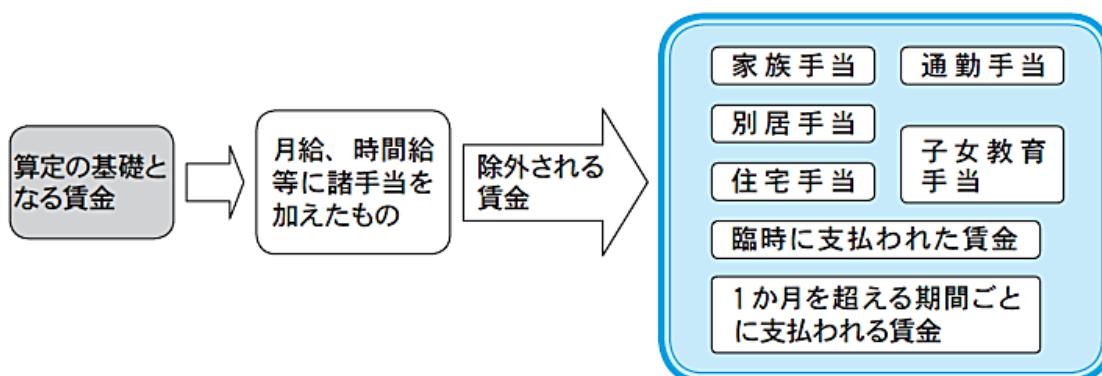 算定の基礎と
なる賃金
月給、時間給
等に諸手当を
加えたもの
除外される
賃金
家族手当
通勤手当
別居手当
子女教育
手当
住宅手当
臨時に支払われた賃金
1か月を超える期間ごと
に支払われる賃金